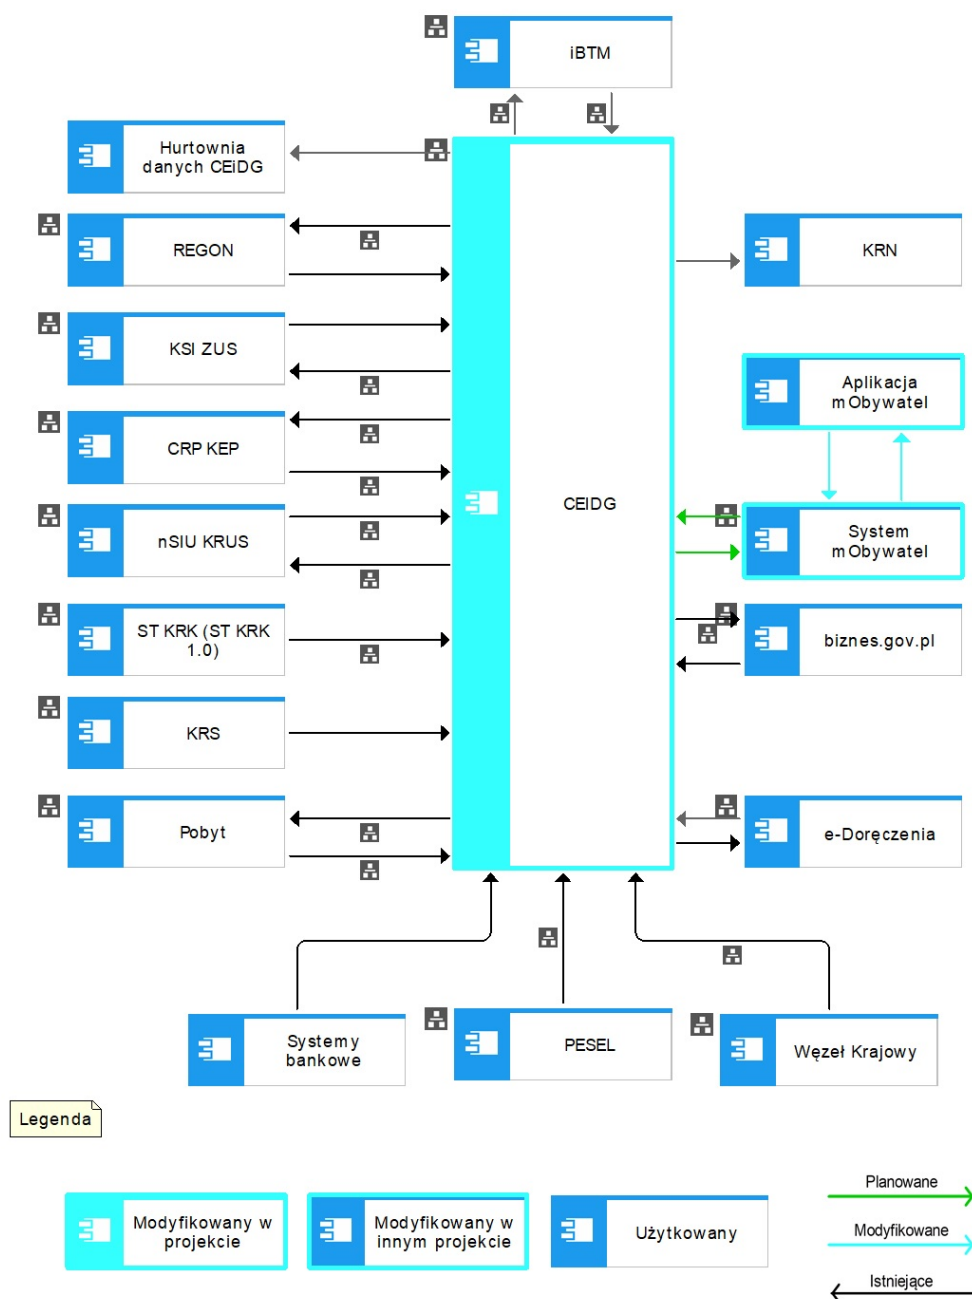 iBTM
Hurtownia
danych CEiDG
REGON
KRN
KSI ZUS
Aplikacja
mObywatel
CRP KEP
CEIDG
nSIU KRUS
System
mObywatel
ST KRK (ST KRK
1.0)
biznes.gov.pl
KRS
Pobyt
e-Doręczenia
Systemy
bankowe
PESEL
Węzeł Krajowy
Legenda
Modyfikowany w
projekcie
Modyfikowany w
innym projekcie
Użytkowany
Planowane
Modyfikowane
Istniejące